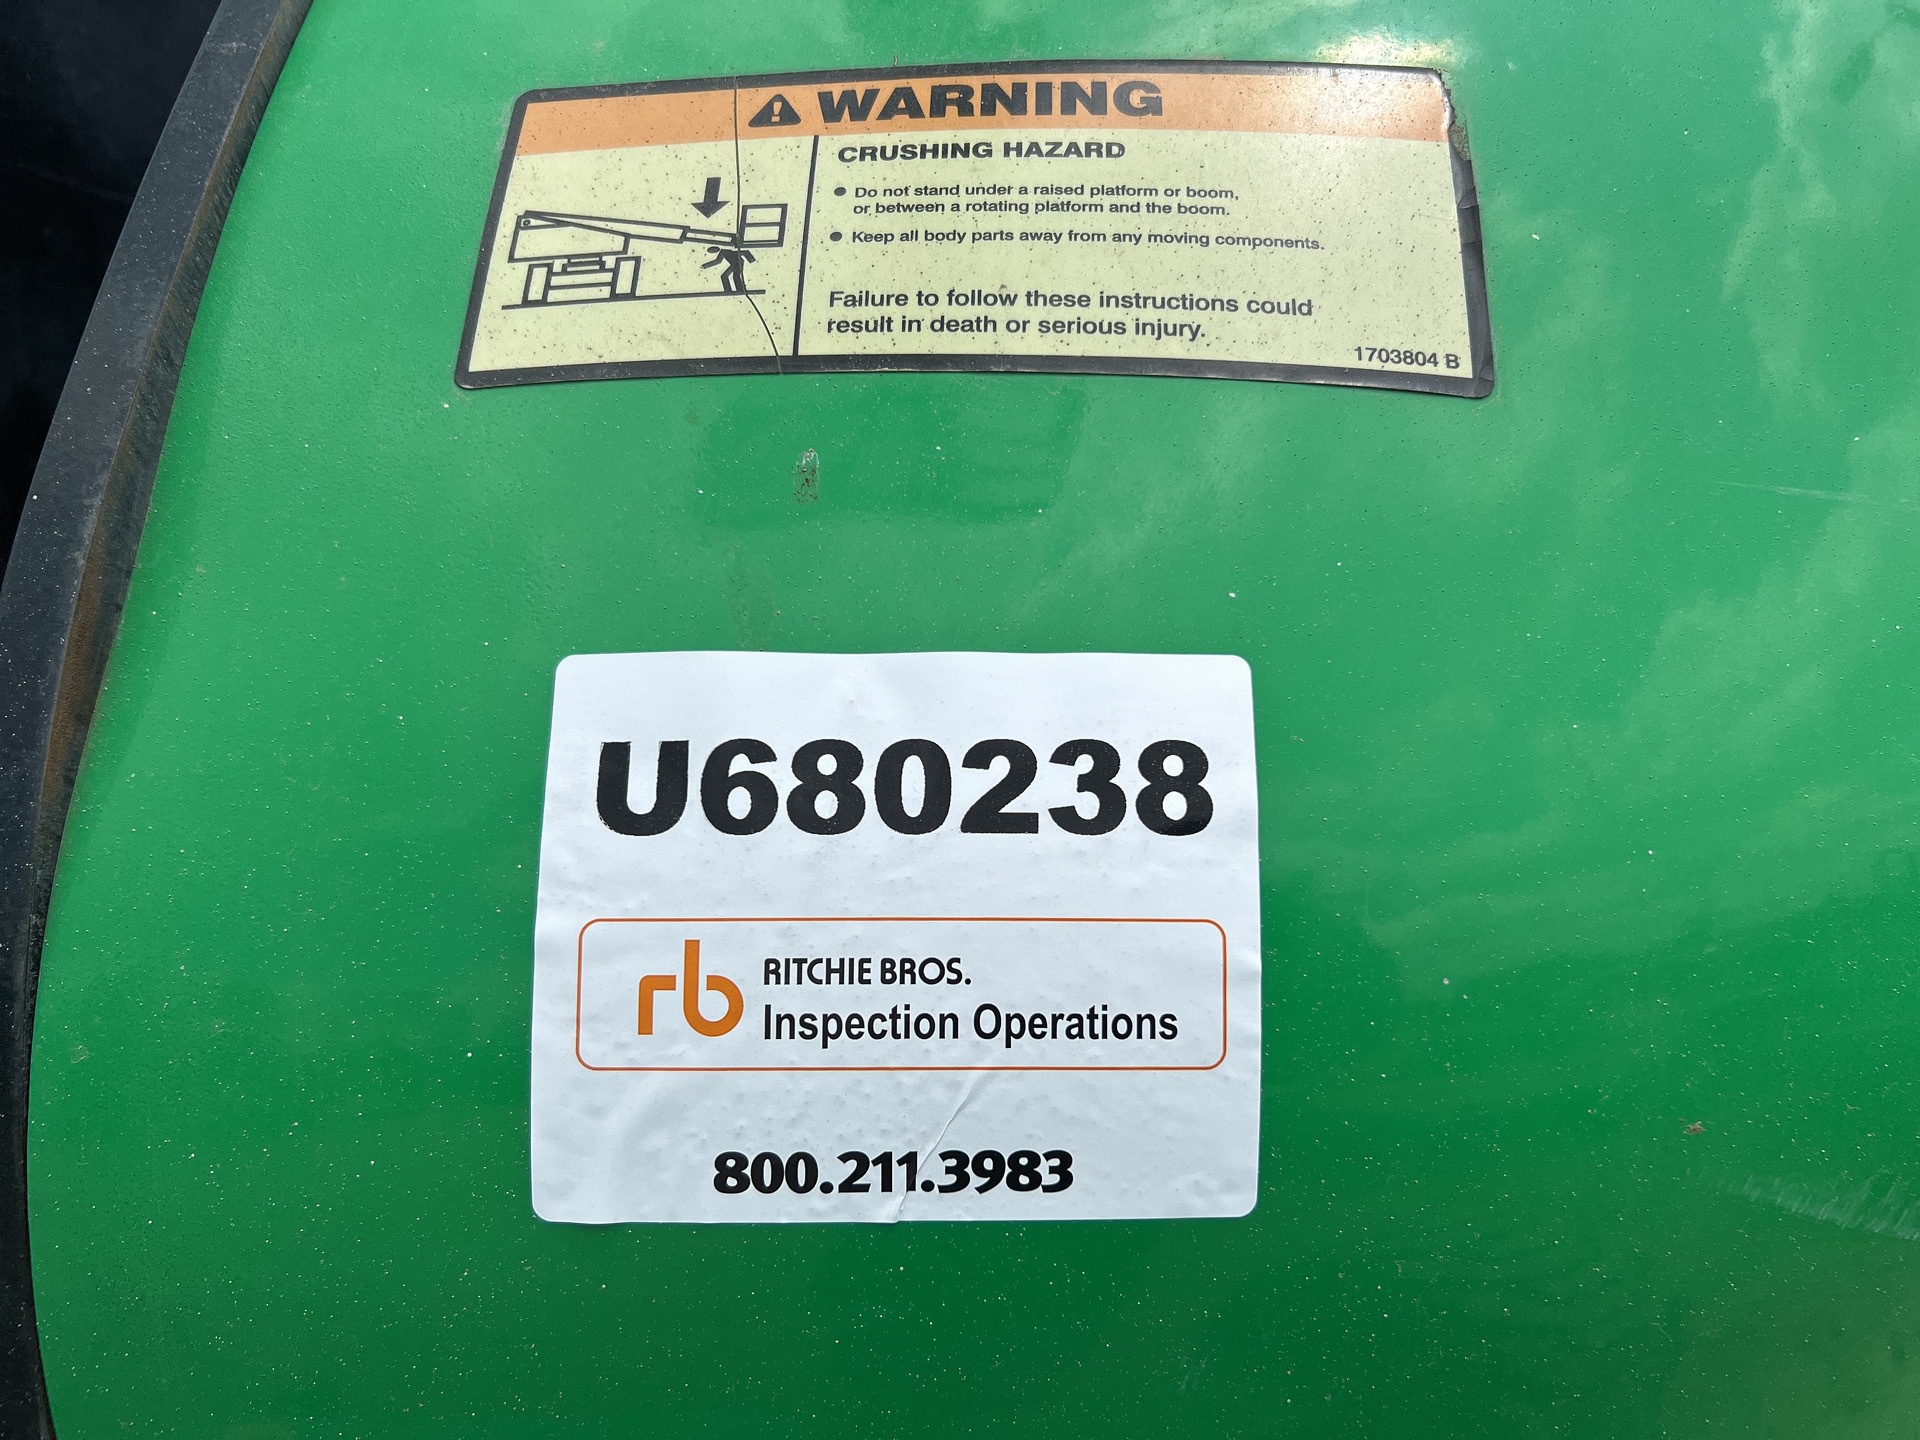 WARNING
CRUSHING HAZARD
● Do not stand under a raised platform or boom,
or between a rotating platform and the boom.
● Keep all body parts away from any moving components.
Failure to follow these instructions could
result in death or serious injury.
1703804 B
U680238
rb RITCHIE BROS.
Inspection Operations
800.211.3983